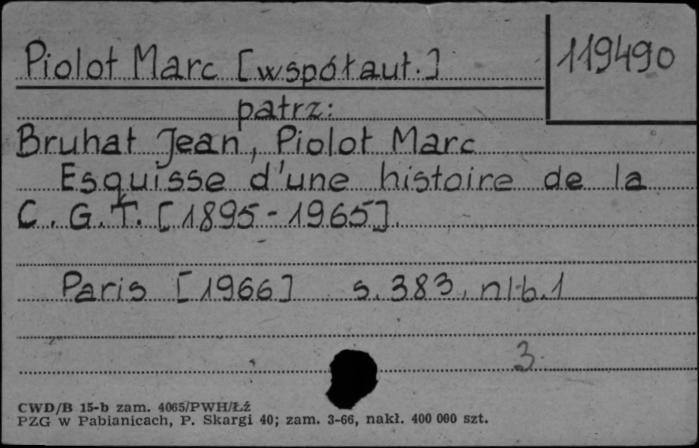 Piolot Marc [współaut.]
119490
patrz:
Bruhat Jean, Piolot Marc
Esquisse d'une histoire de la
C.G.T. [1895-1965].
Paris [1966] s. 383, nlb. 1
3
CWD/B 15-b zam. 4065/PWH/Łź
PZG w Pabianicach, P. Skargi 40; zam. 3-66, nakł. 400 000 szt.